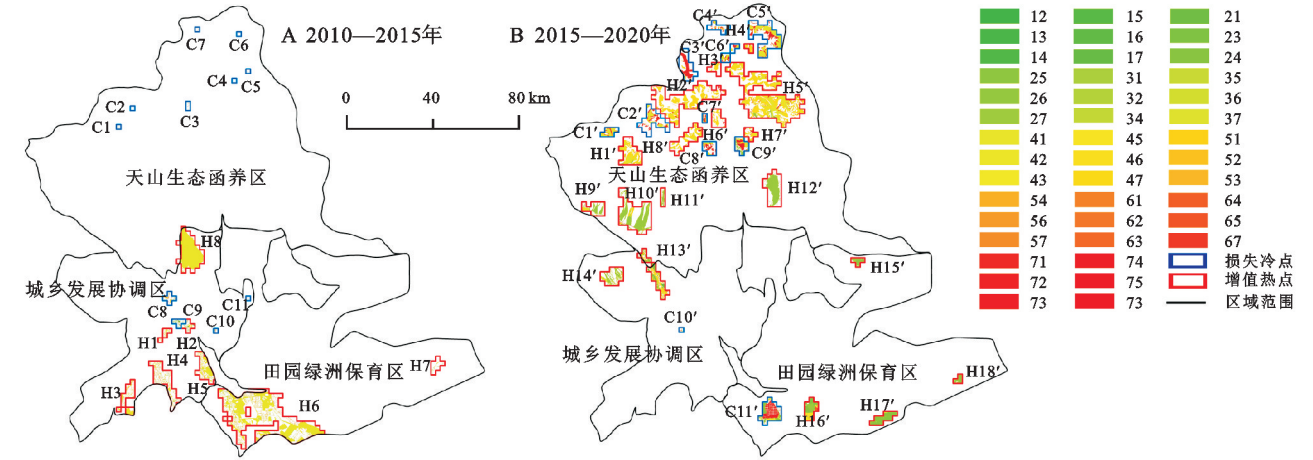 A 2010—2015年
C7
C6
C4
C5
C2
C3
C1
0 40 80 km
天山生态涵养区
H8
城乡发展协调区
C8
C9
C11
C10
H1
H2
H4
H3
H5
H7
田园绿洲保育区
H6
B 2015—2020年
C4′
C5′
H4′
C3′
C6′
H3′
H2′
H5′
C7′
C2′
C1′
H6′
H7′
H1′
H8′
C8′
C9′
天山生态涵养区
H9′
H10′
H11′
H12′
H13′
H14′
H15′
C10′
城乡发展协调区
田园绿洲保育区
H18′
C11′
H16′
H17′
12 15 21
13 16 23
14 17 24
25 31 35
26 32 36
27 34 37
41 45 51
42 46 52
43 47 53
54 61 64
56 62 65
57 63 67
71 74 损失冷点
72 75 增值热点
73 73 区域范围